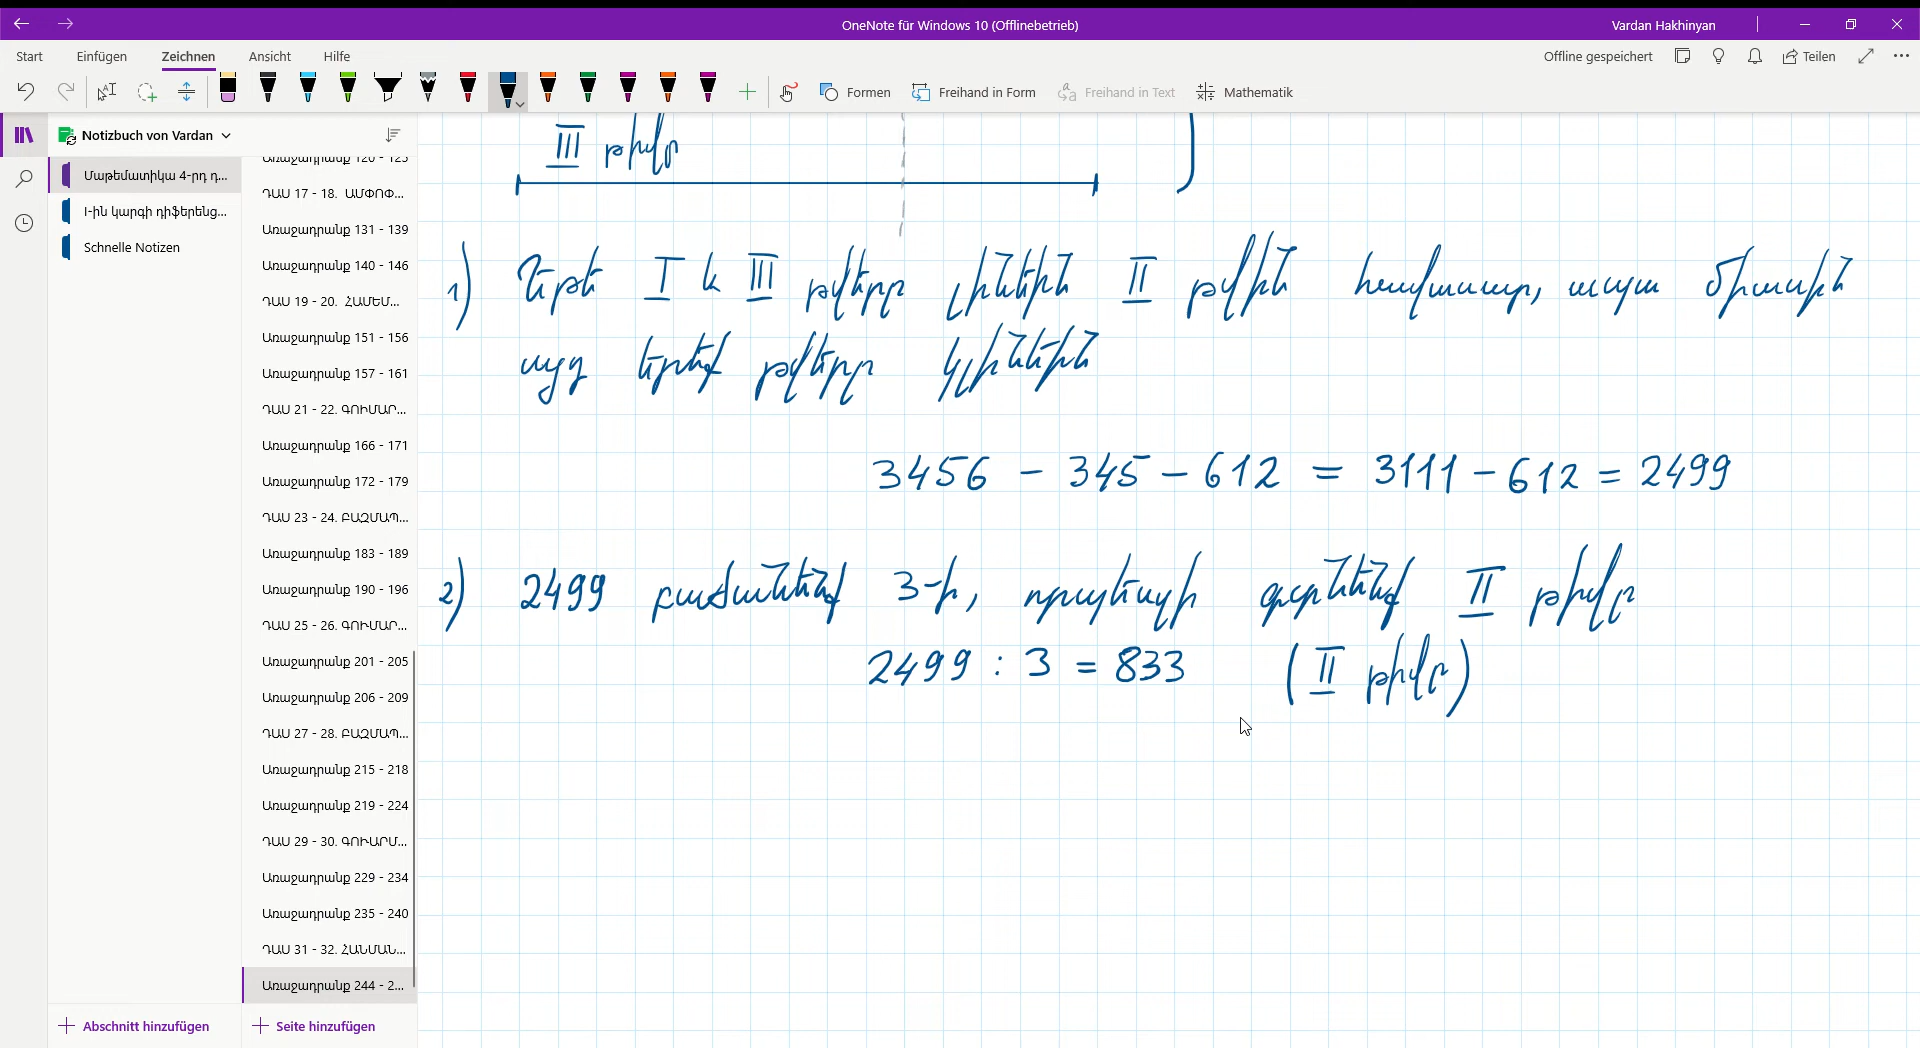 OneNote für Windows 10 (Offlinebetrieb)
Vardan Hakhinyan
Start Einfügen Zeichnen Ansicht Hilfe
Offline gespeichert Teilen
Formen Freihand in Form Freihand in Text Mathematik
Notizbuch von Vardan
Մաթեմատիկա 4-րդ դ...
I-ին կարգի դիֆերենց...
Schnelle Notizen
Առաջադրանք 120 - 125
ԴԱՍ 17 - 18. ԱՄՓՈՓ...
Առաջադրանք 131 - 139
Առաջադրանք 140 - 146
ԴԱՍ 19 - 20. ՀԱՄԵՄ...
Առաջադրանք 151 - 156
Առաջադրանք 157 - 161
ԴԱՍ 21 - 22. ԳՈՒՄԱՐ...
Առաջադրանք 166 - 171
Առաջադրանք 172 - 179
ԴԱՍ 23 - 24. ԲԱԶՄԱՊ...
Առաջադրանք 183 - 189
Առաջադրանք 190 - 196
ԴԱՍ 25 - 26. ԳՈՒՄԱՐ...
Առաջադրանք 201 - 205
Առաջադրանք 206 - 209
ԴԱՍ 27 - 28. ԲԱԶՄԱՊ...
Առաջադրանք 215 - 218
Առաջադրանք 219 - 224
ԴԱՍ 29 - 30. ԳՈՒԱՐՄ...
Առաջադրանք 229 - 234
Առաջադրանք 235 - 240
ԴԱՍ 31 - 32. ՀԱՆՄԱՆ...
Առաջադրանք 244 - 2...
Abschnitt hinzufügen
Seite hinzufügen
III թիվը
1) Եթե I և III թվերը լինեին II թվին հավասար, ապա միասին
այդ երեք թվերը կլինեին
3456 - 345 - 612 = 3111 - 612 = 2499
2) 2499 բաժանենք 3-ի, որպեսզի գտնենք II թիվը
2499 : 3 = 833 (II թիվը)